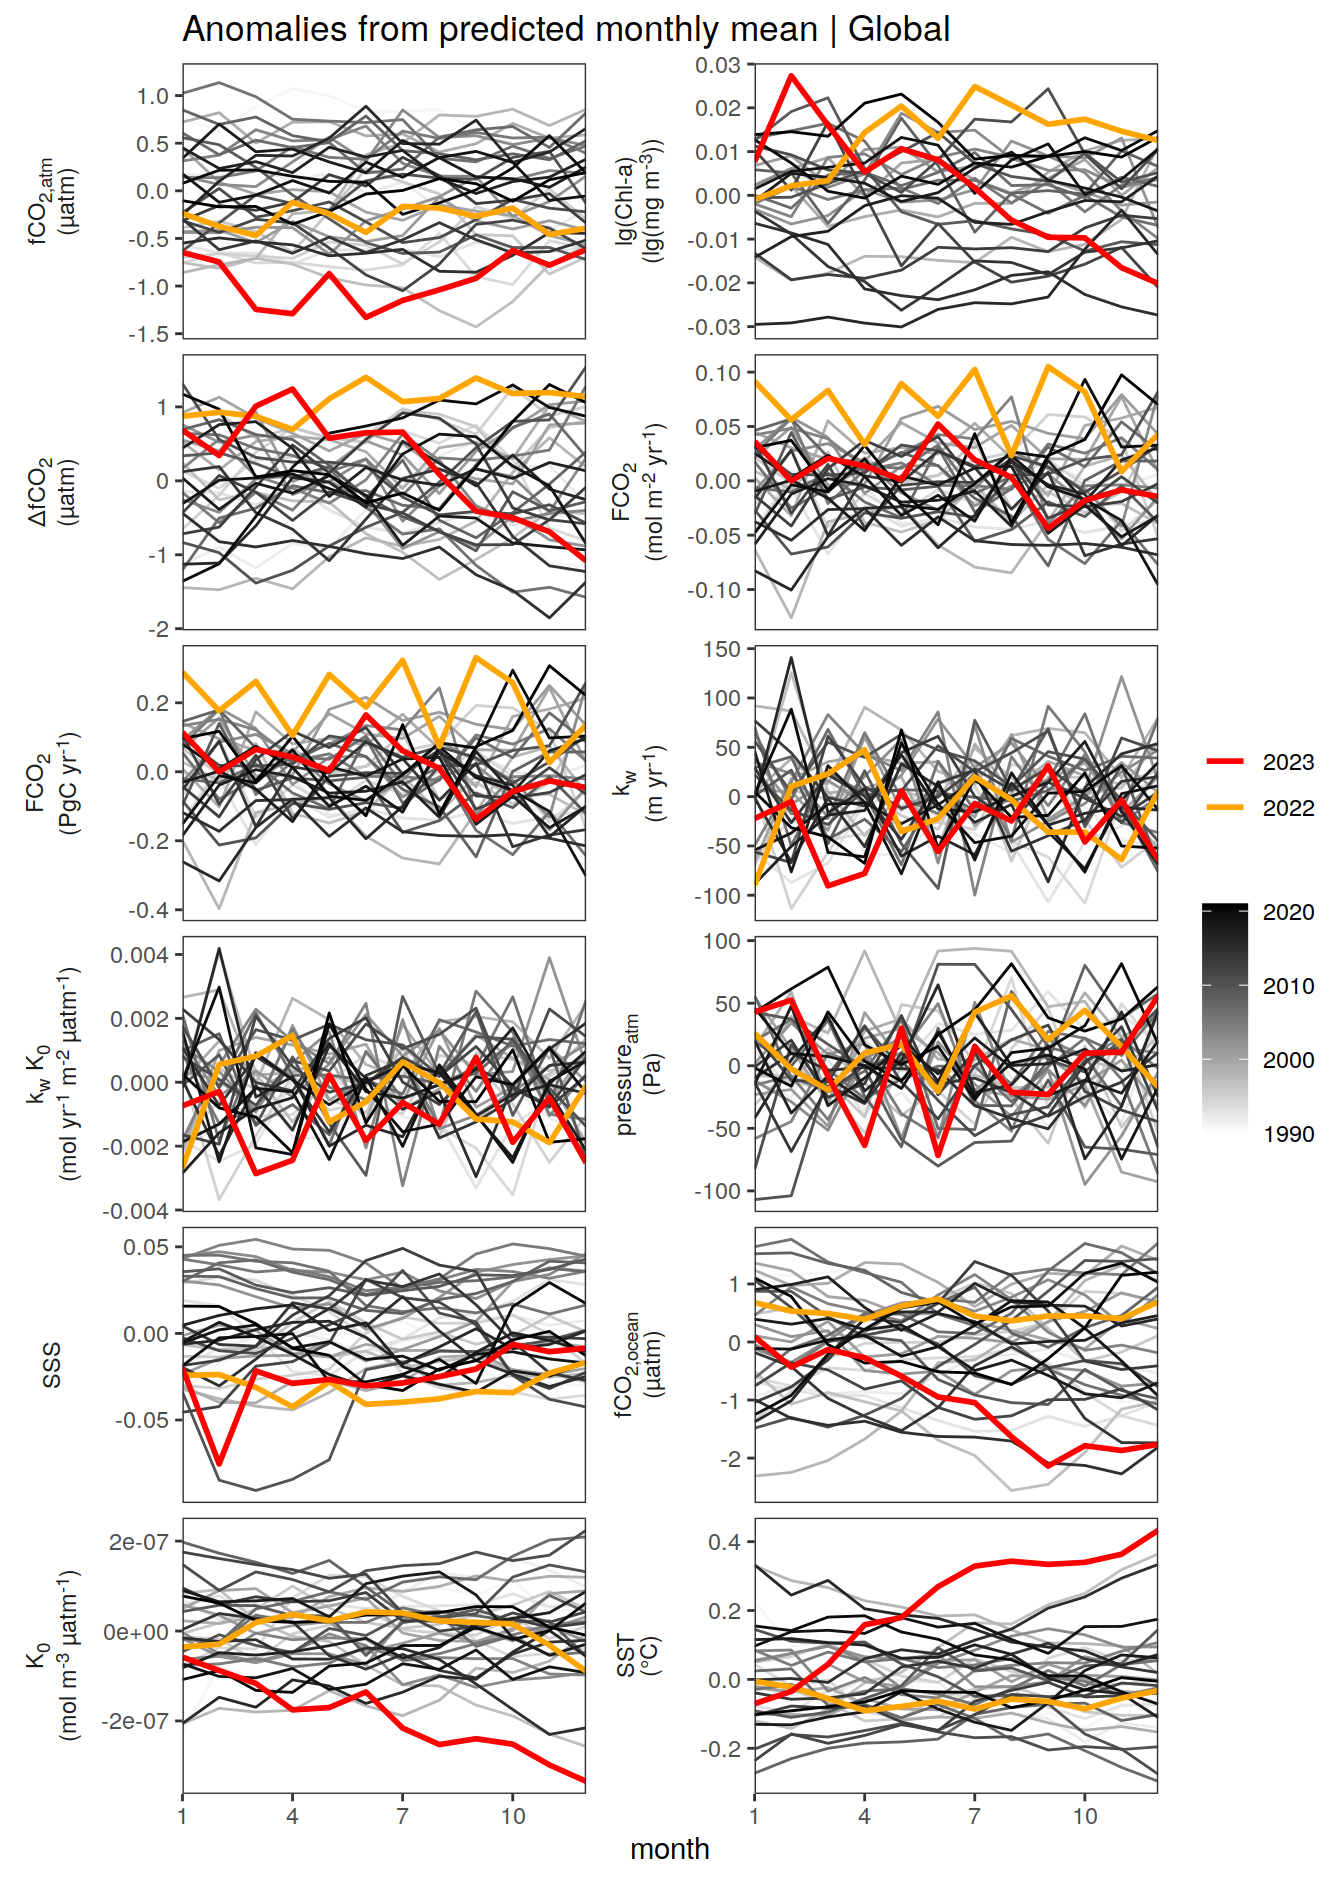 Anomalies from predicted monthly mean | Global
fCO2,atm
(µatm)
1.0
0.5
0.0
-0.5
-1.0
-1.5
lg(Chl-a)
(lg(mg m-3))
0.03
0.02
0.01
0.00
-0.01
-0.02
-0.03
ΔfCO2
(µatm)
1
0
-1
-2
FCO2
(mol m-2 yr-1)
0.10
0.05
0.00
-0.05
-0.10
FCO2
(PgC yr-1)
0.2
0.0
-0.2
-0.4
kw
(m yr-1)
150
100
50
0
-50
-100
kw K0
(mol yr-1 m-2 µatm-1)
0.004
0.002
0.000
-0.002
-0.004
pressureatm
(Pa)
100
50
0
-50
-100
SSS
0.05
0.00
-0.05
fCO2,ocean
(µatm)
1
0
-1
-2
K0
(mol m-3 µatm-1)
2e-07
0e+00
-2e-07
SST
(°C)
0.4
0.2
0.0
-0.2
1 4 7 10
1 4 7 10
month
2023
2022
2020
2010
2000
1990